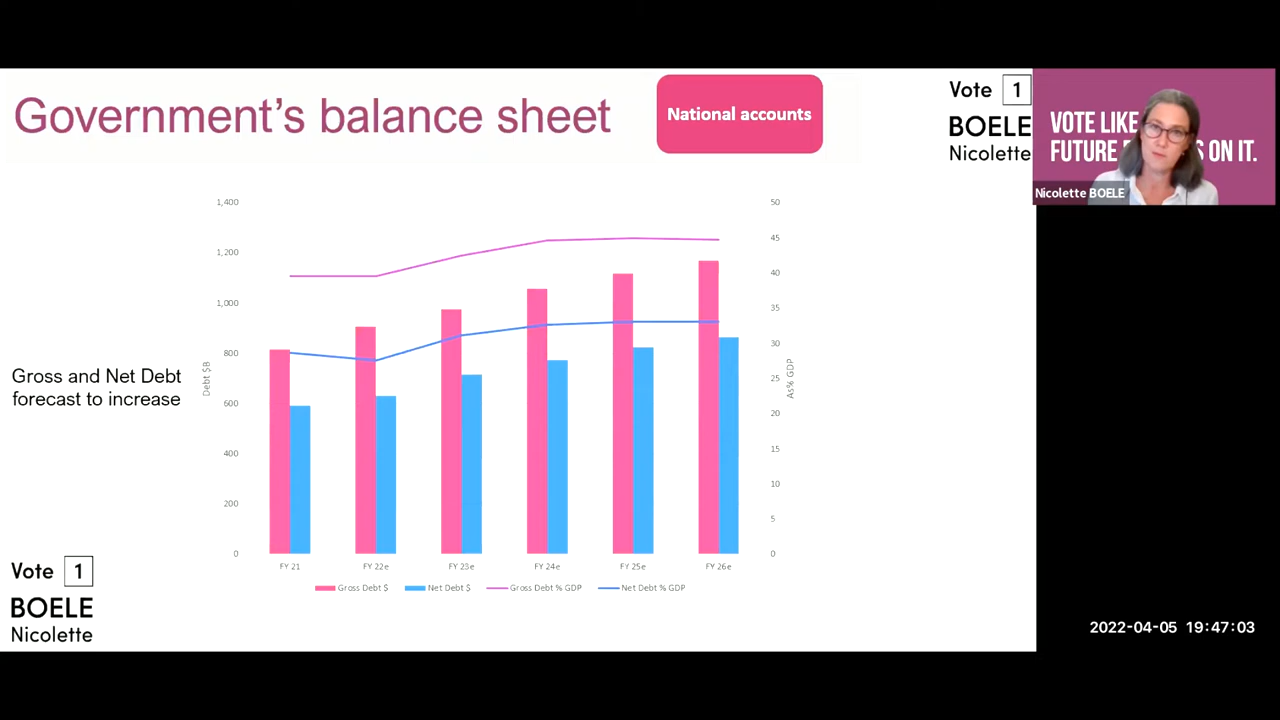 Government's balance sheet
National accounts
Vote 1
BOELE
Nicolette
VOTE LIKE
FUTURE D S ON IT.
Nicolette BOELE
1,400
1,200
1,000
800
600
400
200
0
Debt $B
50
45
40
35
30
25
20
15
10
5
0
As% GDP
Gross and Net Debt
forecast to increase
FY 21
FY 22e
FY 23e
FY 24e
FY 25e
FY 26e
Gross Debt $
Net Debt $
Gross Debt % GDP
Net Debt % GDP
Vote 1
BOELE
Nicolette
2022-04-05 19:47:03